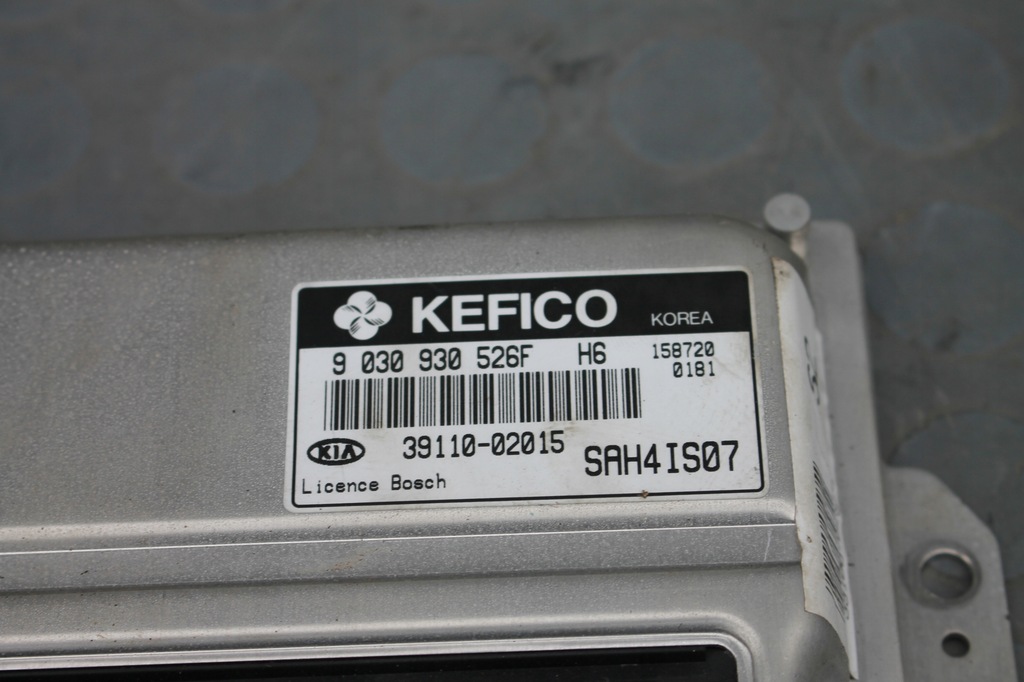 KEFICO KOREA
9 030 930 526F H6 158720
0181
39110-02015
KIA
SAH4IS07
Licence Bosch